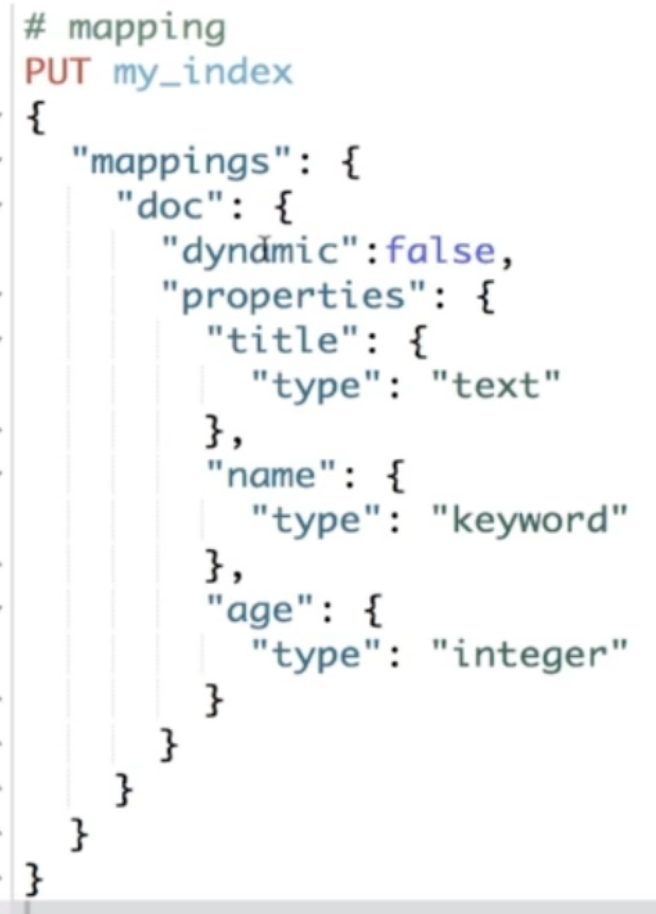 # mapping
PUT my_index
{
  "mappings": {
    "doc": {
      "dynamic":false,
      "properties": {
        "title": {
          "type": "text"
        },
        "name": {
          "type": "keyword"
        },
        "age": {
          "type": "integer"
        }
      }
    }
  }
}